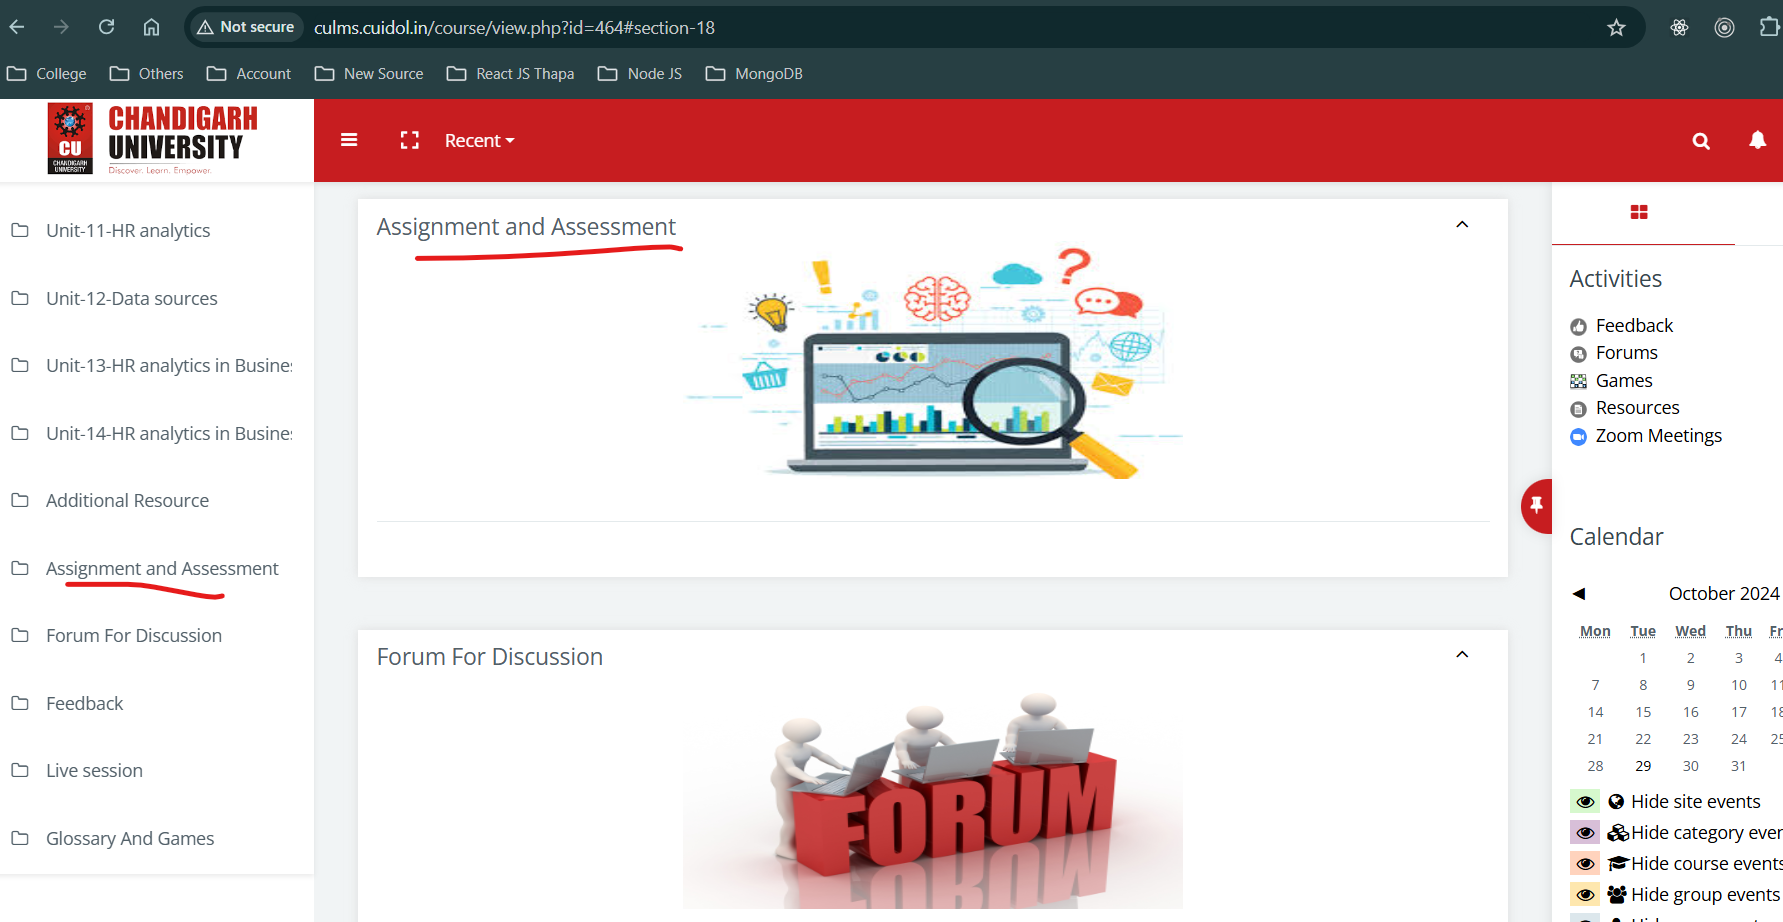 Not secure culms.cuidol.in/course/view.php?id=464#section-18
College Others Account New Source React JS Thapa Node JS MongoDB
CU
CHANDIGARH
UNIVERSITY
CHANDIGARH
UNIVERSITY
Discover. Learn. Empower.
Recent
Unit-11-HR analytics
Unit-12-Data sources
Unit-13-HR analytics in Busine
Unit-14-HR analytics in Busine
Additional Resource
Assignment and Assessment
Forum For Discussion
Feedback
Live session
Glossary And Games
Assignment and Assessment
Forum For Discussion
FORUM
Activities
Feedback
Forums
Games
Resources
Zoom Meetings
Calendar
◀ October 2024
Mon Tue Wed Thu Fr
1 2 3 4
7 8 9 10 11
14 15 16 17 18
21 22 23 24 25
28 29 30 31
Hide site events
Hide category ever
Hide course events
Hide group events